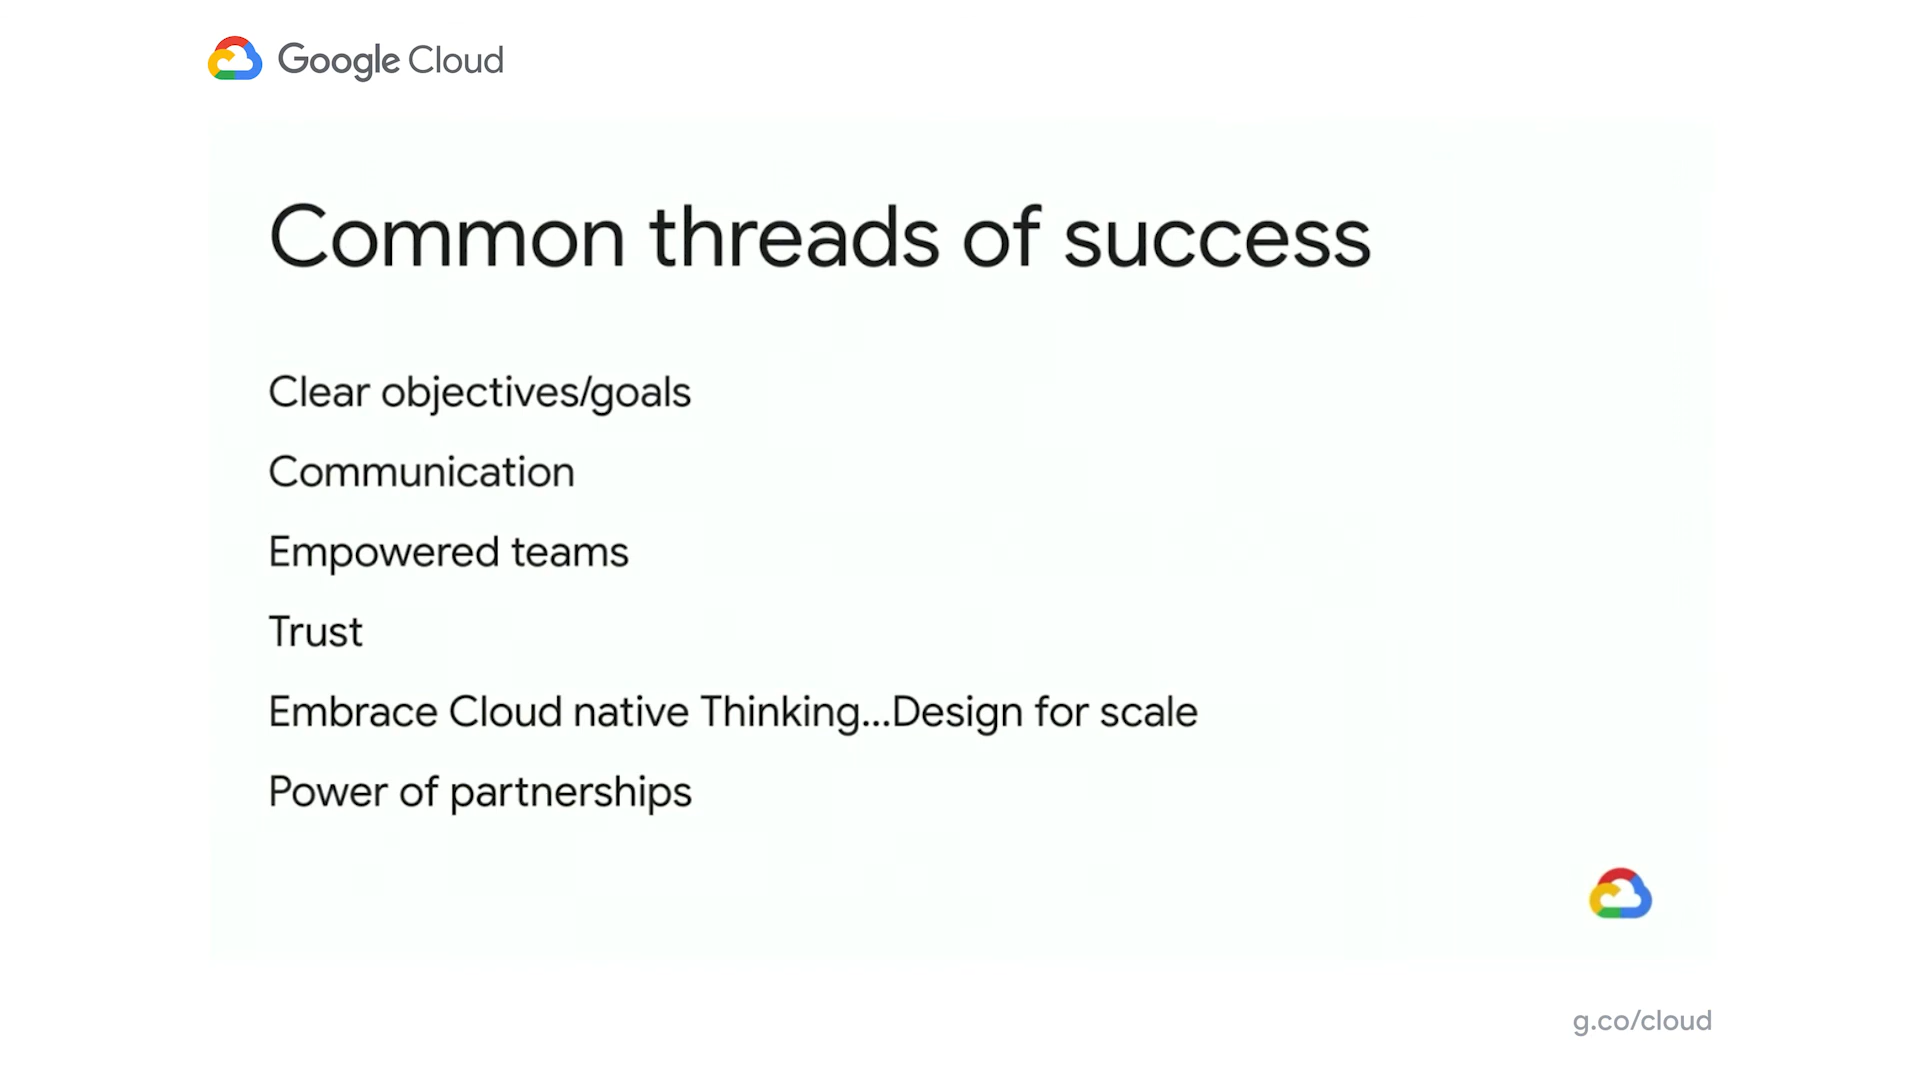 Google Cloud
Common threads of success
Clear objectives/goals
Communication
Empowered teams
Trust
Embrace Cloud native Thinking...Design for scale
Power of partnerships
g.co/cloud